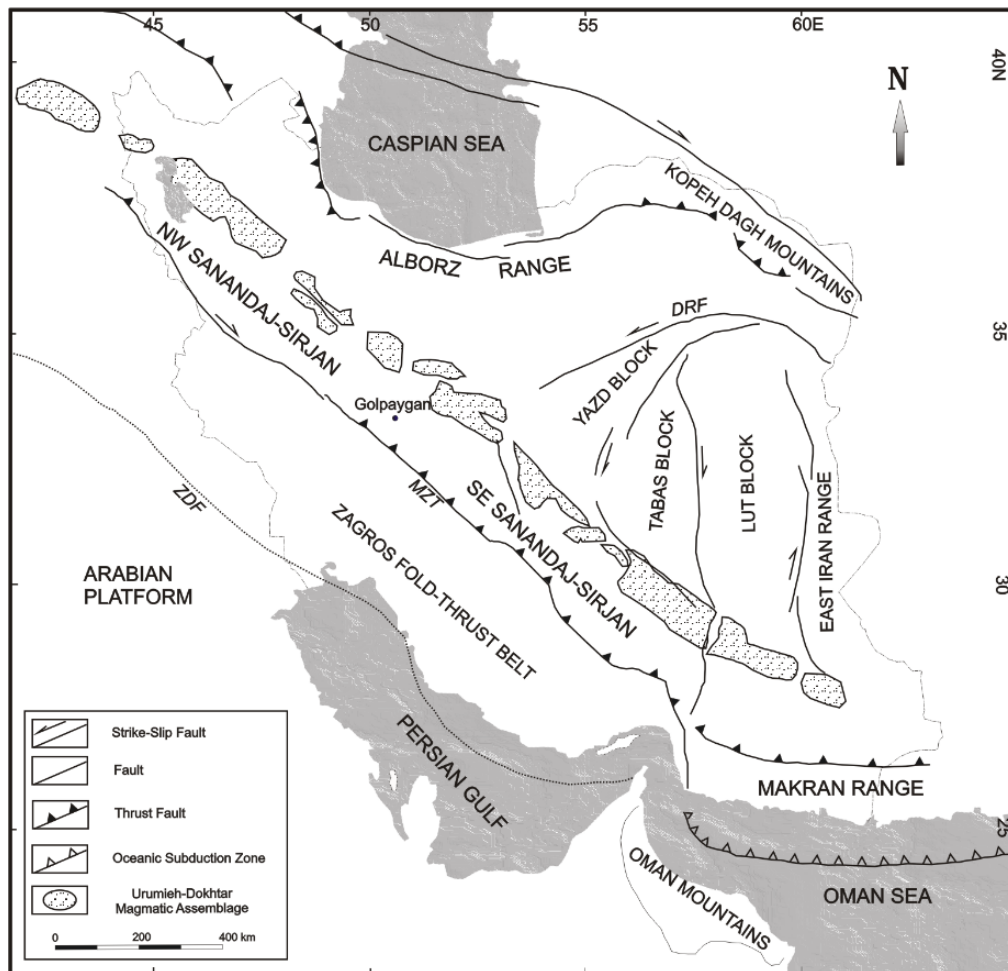 45
50
55
60E
40N
N
CASPIAN SEA
KOPEH DAGH MOUNTAINS
ALBORZ RANGE
NW SANANDAJ-SIRJAN
DRF
35
YAZD BLOCK
Golpaygan
TABAS BLOCK
LUT BLOCK
EAST IRAN RANGE
MZT
ZDF
SE SANANDAJ-SIRJAN
ZAGROS FOLD-THRUST BELT
ARABIAN
PLATFORM
30
PERSIAN GULF
MAKRAN RANGE
25
OMAN MOUNTAINS
OMAN SEA
Strike-Slip Fault
Fault
Thrust Fault
Oceanic Subduction Zone
Urumieh-Dokhtar
Magmatic Assemblage
0 200 400 km